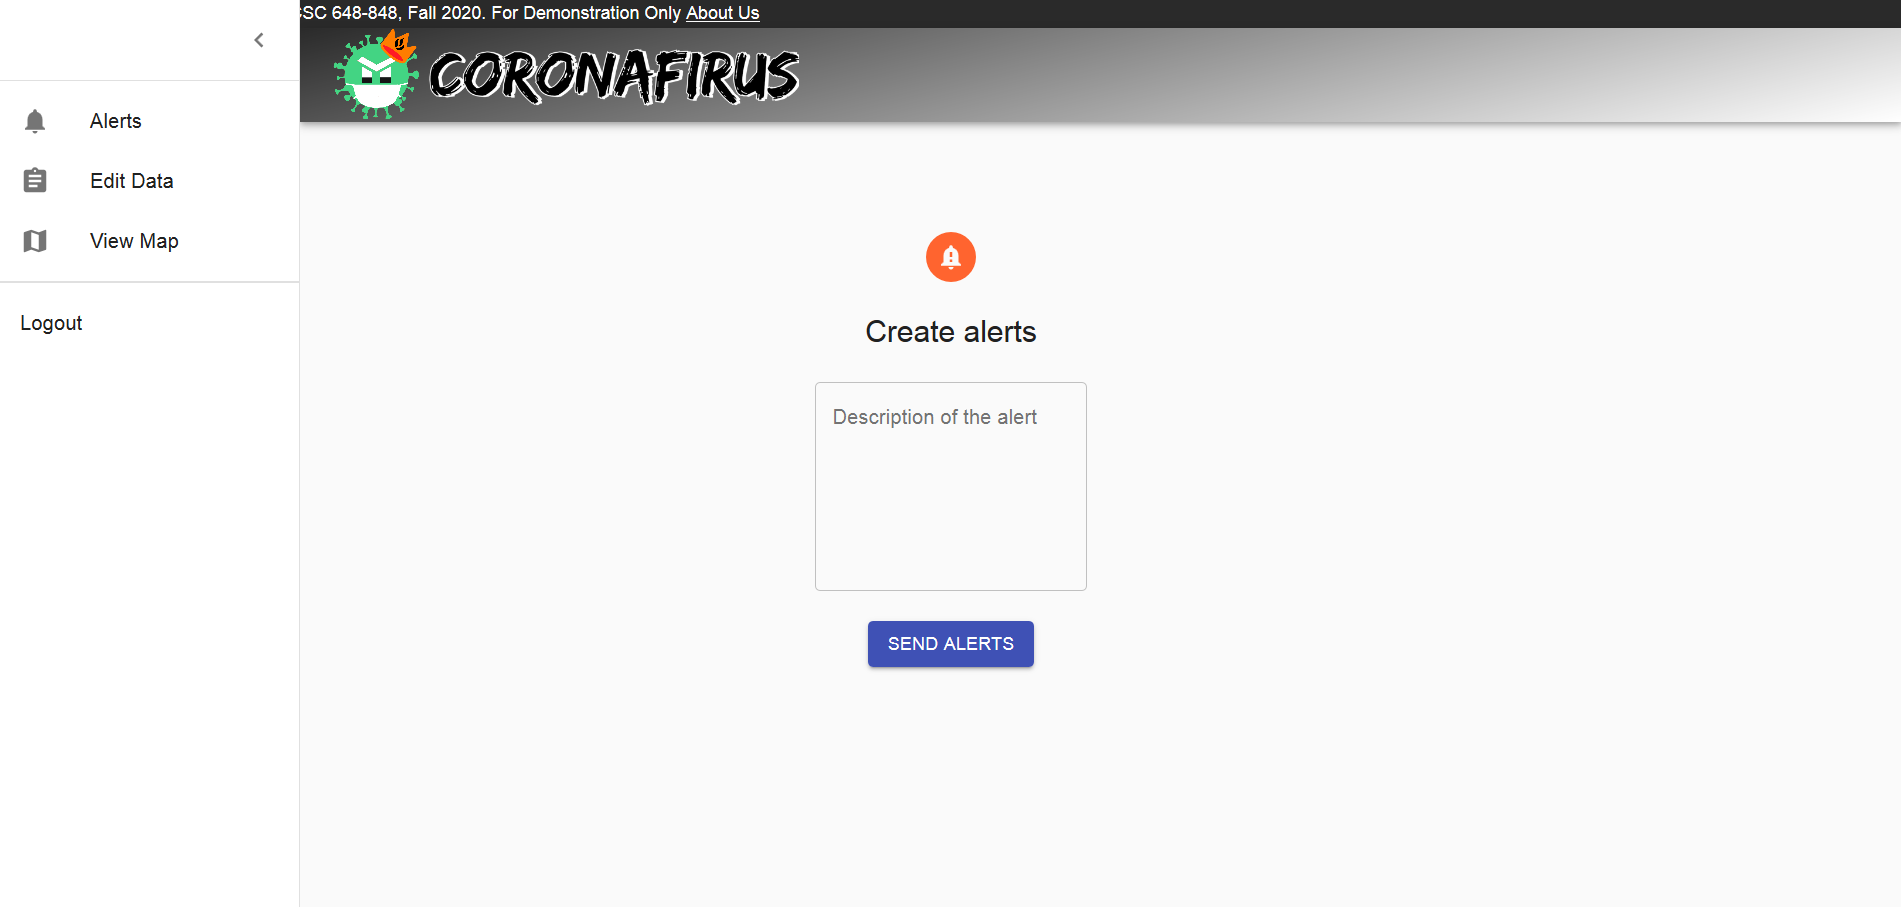 SC 648-848, Fall 2020. For Demonstration Only About Us
CORONAFIRUS
Alerts
Edit Data
View Map
Logout
Create alerts
Description of the alert
SEND ALERTS